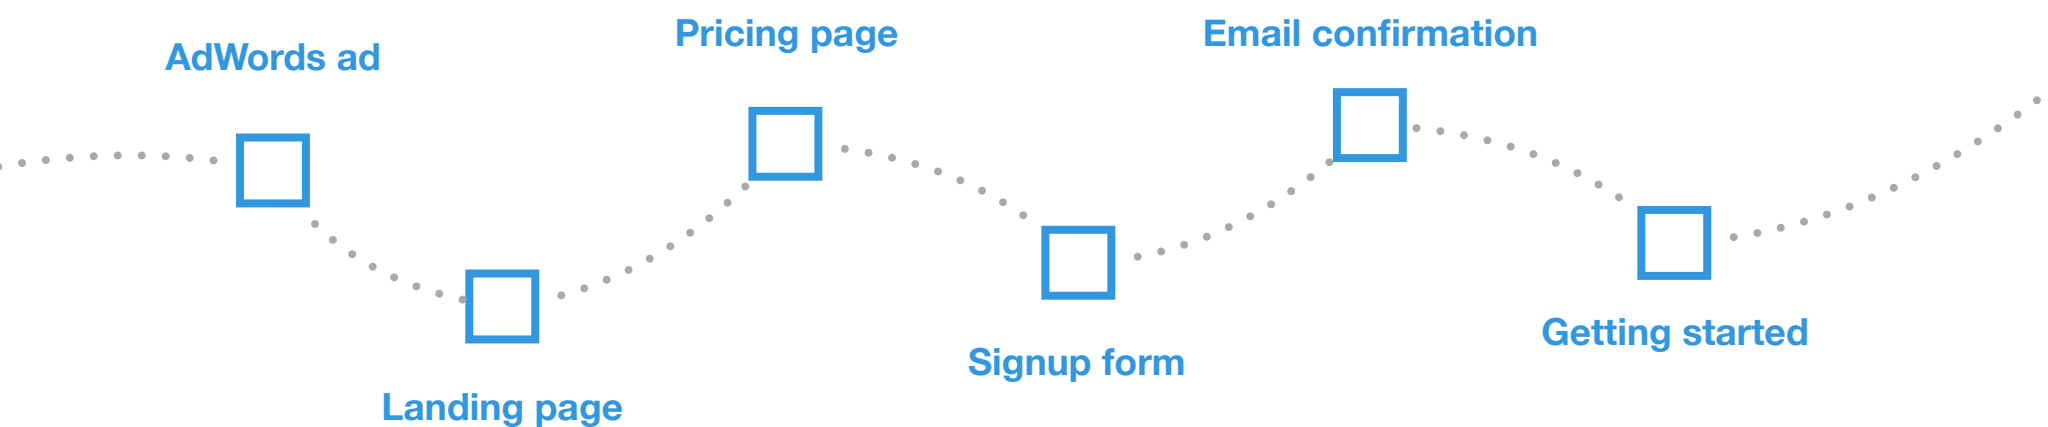 AdWords ad
Landing page
Pricing page
Signup form
Email confirmation
Getting started